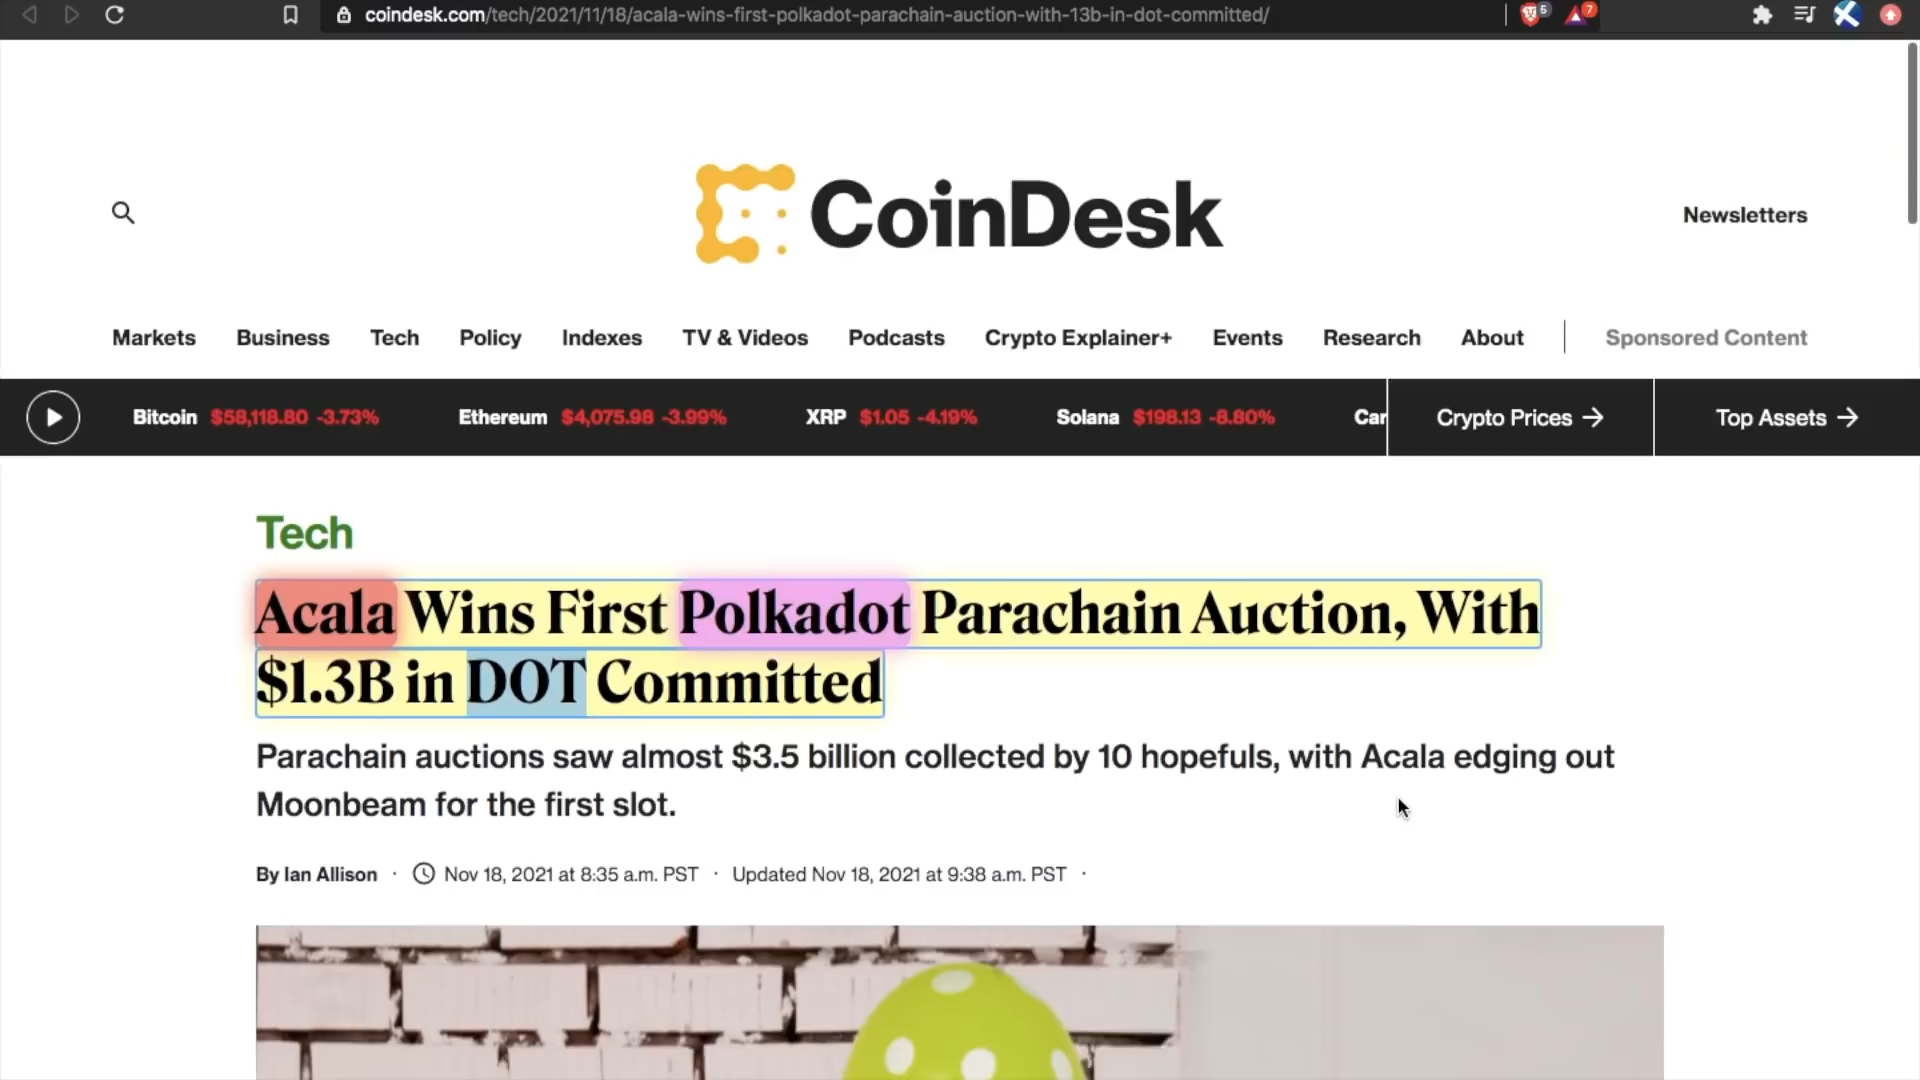 coindesk.com/tech/2021/11/18/acala-wins-first-polkadot-parachain-auction-with-13b-in-dot-committed/
5
7
CoinDesk
Newsletters
Markets Business Tech Policy Indexes TV & Videos Podcasts Crypto Explainer+ Events Research About Sponsored Content
Bitcoin $58,118.80 -3.73% Ethereum $4,075.98 -3.99% XRP $1.05 -4.19% Solana $198.13 -8.80% Car Crypto Prices → Top Assets →
Tech
Acala Wins First Polkadot Parachain Auction, With
$1.3B in DOT Committed
Parachain auctions saw almost $3.5 billion collected by 10 hopefuls, with Acala edging out
Moonbeam for the first slot.
By Ian Allison · Nov 18, 2021 at 8:35 a.m. PST · Updated Nov 18, 2021 at 9:38 a.m. PST ·